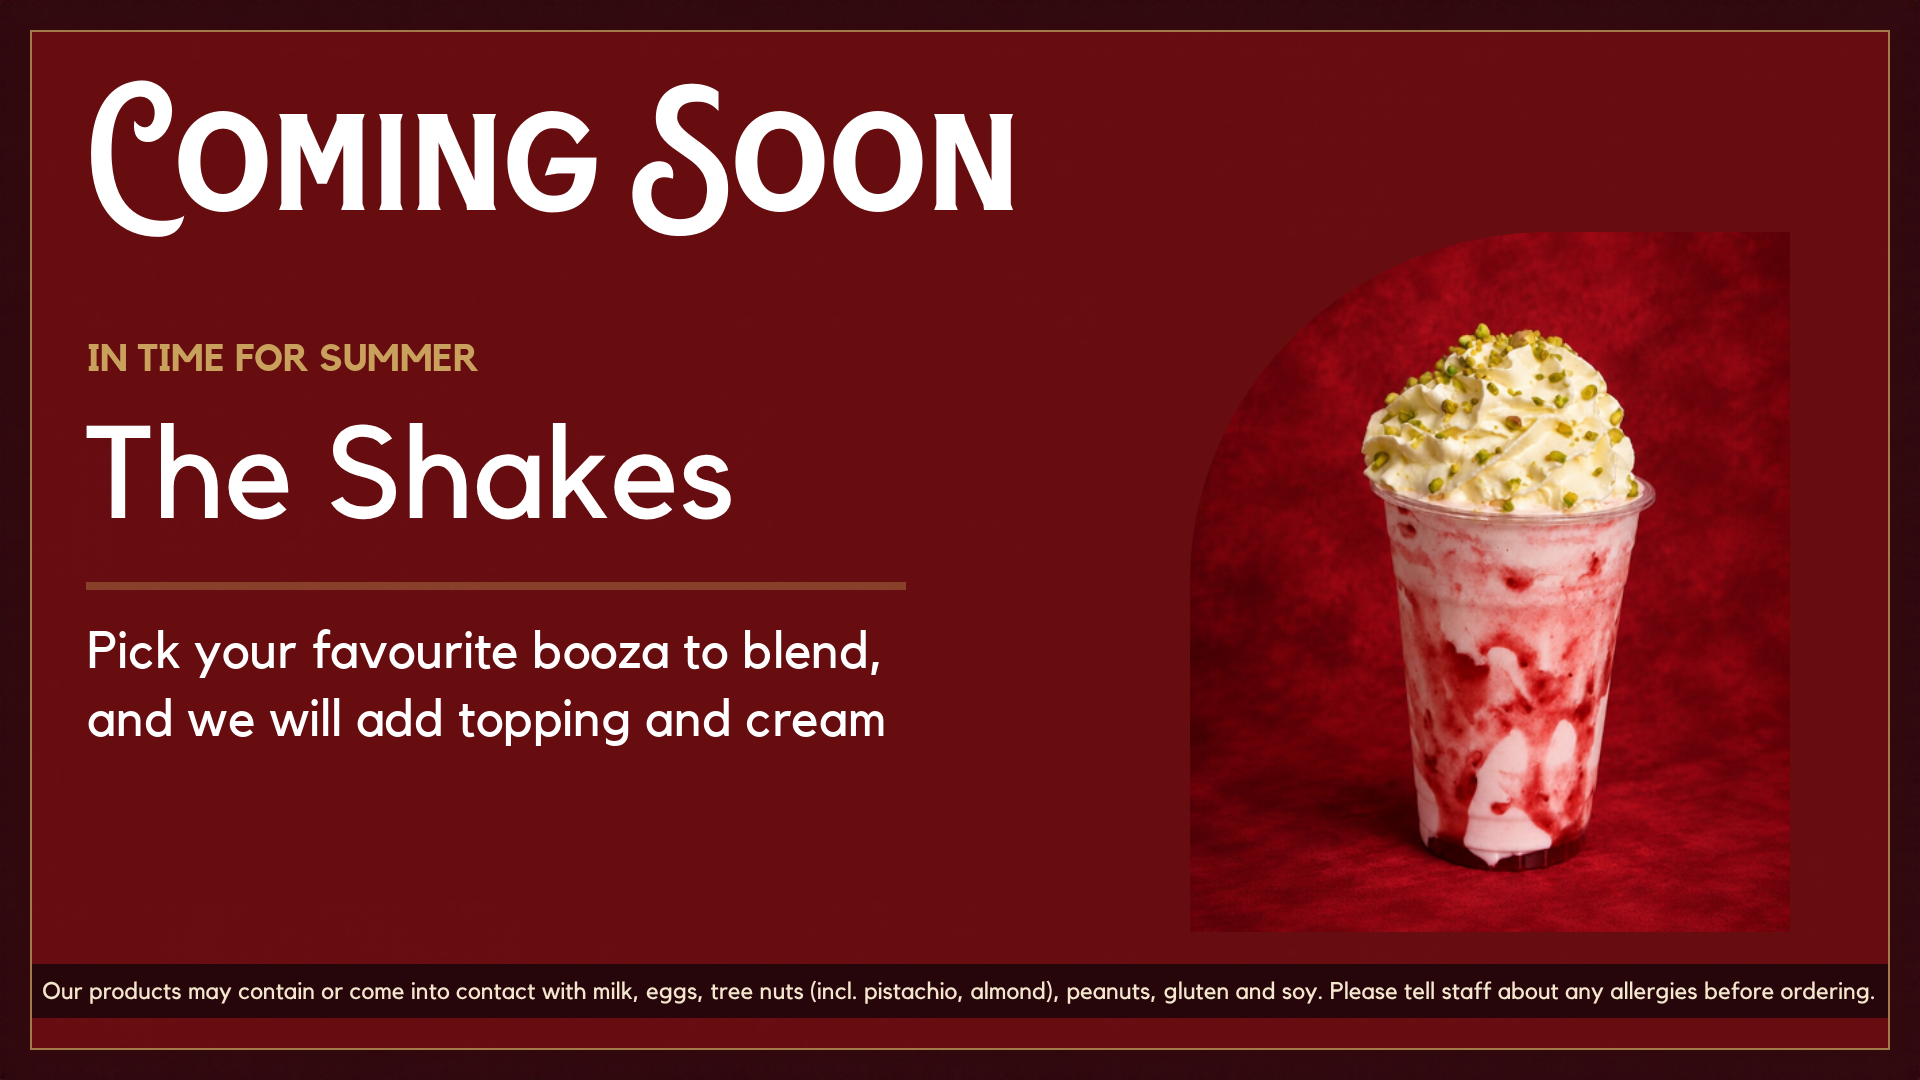 Coming Soon
IN TIME FOR SUMMER
The Shakes
Pick your favourite booza to blend,
and we will add topping and cream
Our products may contain or come into contact with milk, eggs, tree nuts (incl. pistachio, almond), peanuts, gluten and soy. Please tell staff about any allergies before ordering.